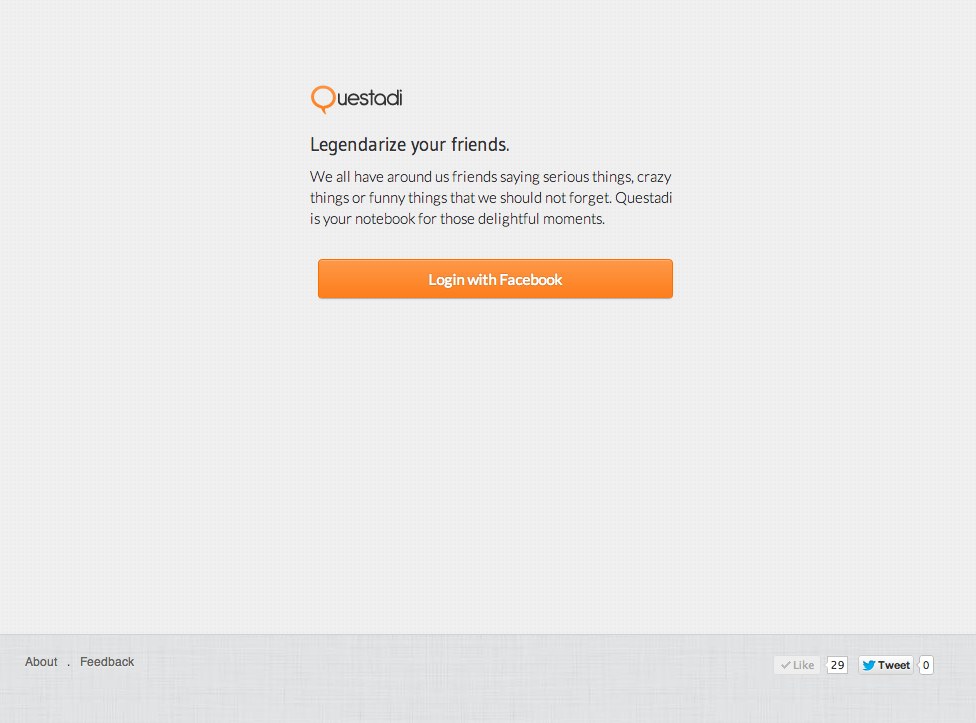 Questadi
Legendarize your friends.
We all have around us friends saying serious things, crazy
things or funny things that we should not forget. Questadi
is your notebook for those delightful moments.
Login with Facebook
About . Feedback
Like 29 Tweet 0